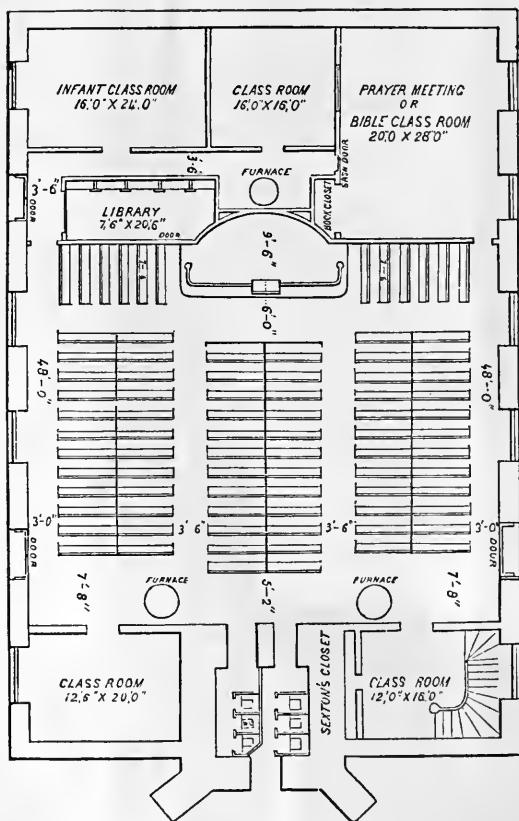 INFANT CLASS ROOM
16'.0" X 24'.0"
CLASS ROOM
16'.0" X 16'.0"
PRAYER MEETING
OR
BIBLE CLASS ROOM
20'.0 X 28'.0"
3'-6"
FURNACE
SASH DOOR
3'-6"
DOOR
LIBRARY
7'.6" X 20'.6"
DOOR
BOOK CLOSET
9'-6"
6'-0"
48'-0"
48'-0"
3'-0"
3' 6"
3'-6"
3'-0"
DOOR
DOOR
FURNACE
FURNACE
7'-8"
5'-2"
7'-8"
CLASS ROOM
12'.6" X 20'.0"
SEXTON'S CLOSET
CLASS ROOM
12'.0" X 16'.0"